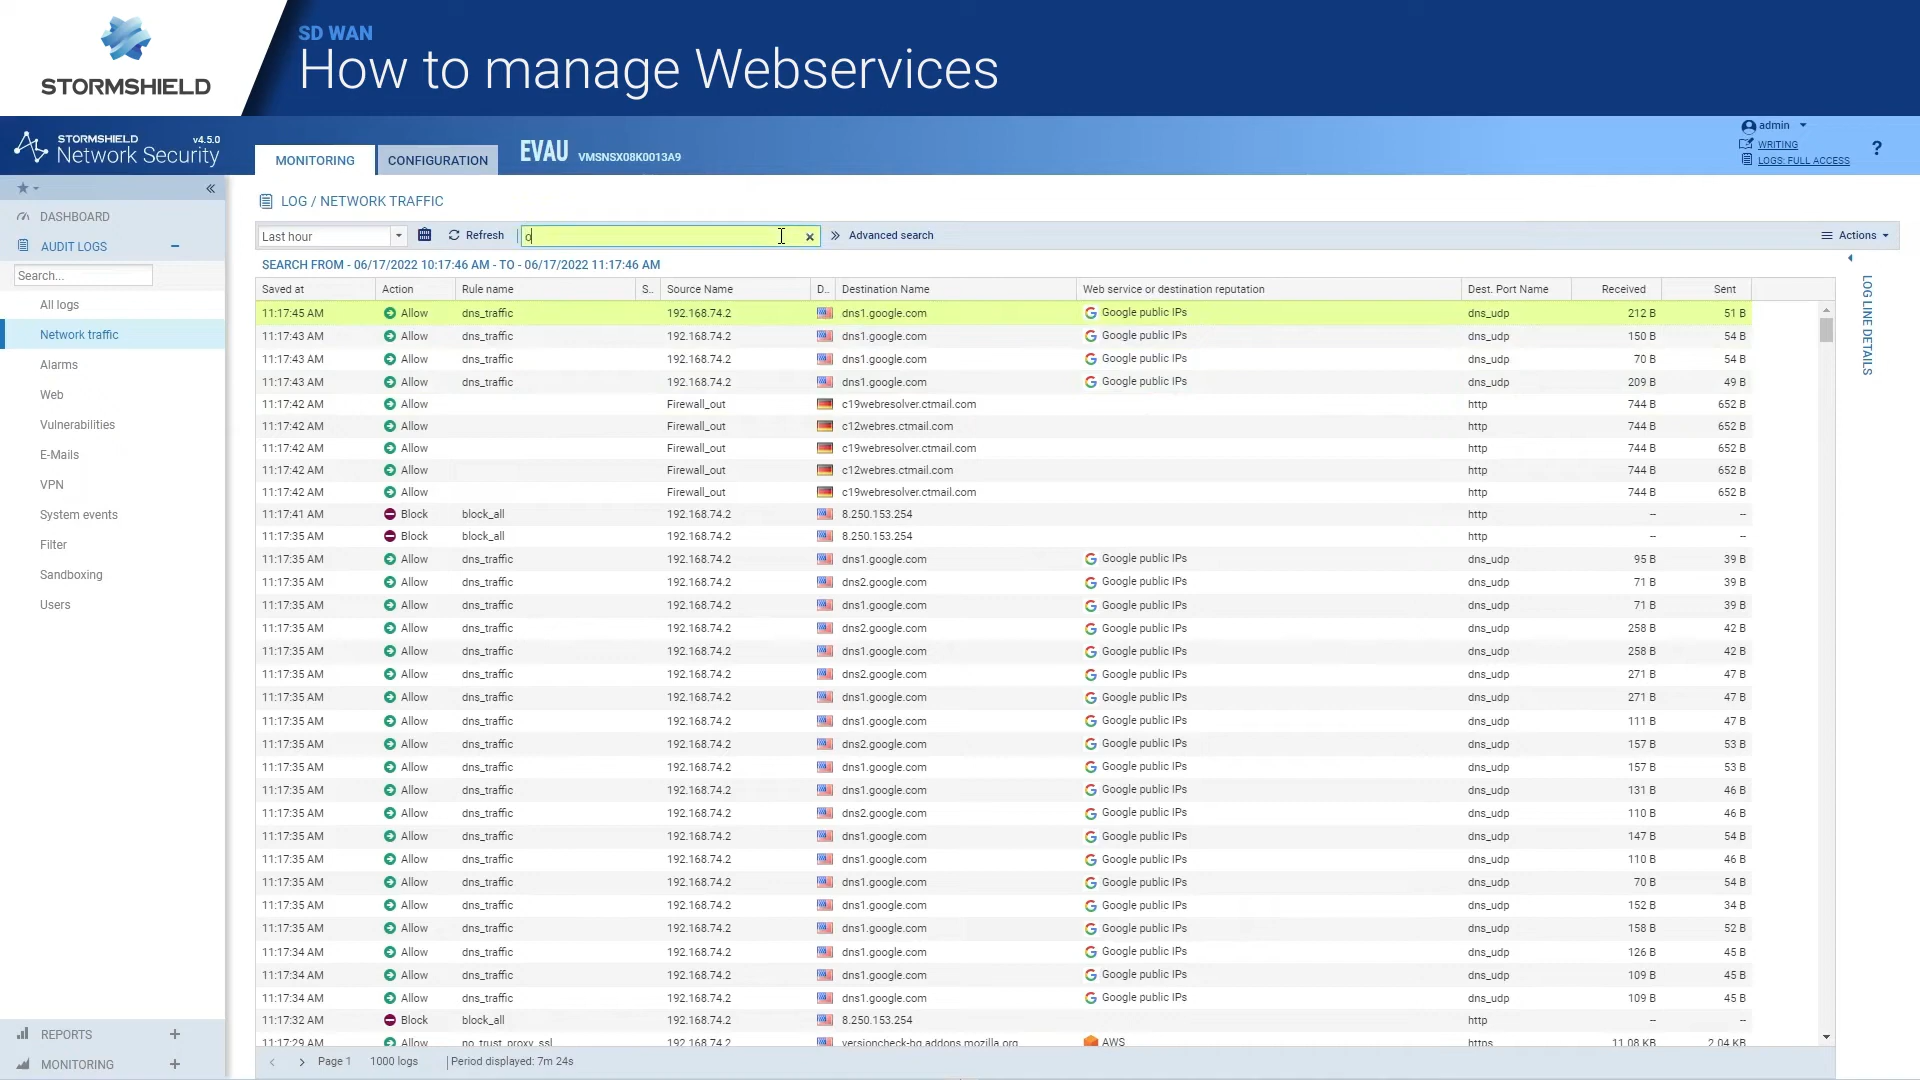 STORMSHIELD
SD WAN
How to manage Webservices
STORMSHIELD v4.5.0
Network Security
MONITORING CONFIGURATION EVAU VMSNSX08K0013A9
admin
WRITING
LOGS: FULL ACCESS
?
DASHBOARD
AUDIT LOGS
Search...
All logs
Network traffic
Alarms
Web
Vulnerabilities
E-Mails
VPN
System events
Filter
Sandboxing
Users
REPORTS
MONITORING
LOG / NETWORK TRAFFIC
Last hour Refresh o Advanced search Actions
SEARCH FROM - 06/17/2022 10:17:46 AM - TO - 06/17/2022 11:17:46 AM
Saved at Action Rule name S.. Source Name D.. Destination Name Web service or destination reputation Dest. Port Name Received Sent
11:17:45 AM Allow dns_traffic 192.168.74.2 dns1.google.com Google public IPs dns_udp 212 B 51 B
11:17:43 AM Allow dns_traffic 192.168.74.2 dns1.google.com Google public IPs dns_udp 150 B 54 B
11:17:43 AM Allow dns_traffic 192.168.74.2 dns1.google.com Google public IPs dns_udp 70 B 54 B
11:17:43 AM Allow dns_traffic 192.168.74.2 dns1.google.com Google public IPs dns_udp 209 B 49 B
11:17:42 AM Allow Firewall_out c19webresolver.ctmail.com http 744 B 652 B
11:17:42 AM Allow Firewall_out c12webres.ctmail.com http 744 B 652 B
11:17:42 AM Allow Firewall_out c19webresolver.ctmail.com http 744 B 652 B
11:17:42 AM Allow Firewall_out c12webres.ctmail.com http 744 B 652 B
11:17:42 AM Allow Firewall_out c19webresolver.ctmail.com http 744 B 652 B
11:17:41 AM Block block_all 192.168.74.2 8.250.153.254 http -- --
11:17:35 AM Block block_all 192.168.74.2 8.250.153.254 http -- --
11:17:35 AM Allow dns_traffic 192.168.74.2 dns1.google.com Google public IPs dns_udp 95 B 39 B
11:17:35 AM Allow dns_traffic 192.168.74.2 dns2.google.com Google public IPs dns_udp 71 B 39 B
11:17:35 AM Allow dns_traffic 192.168.74.2 dns1.google.com Google public IPs dns_udp 71 B 39 B
11:17:35 AM Allow dns_traffic 192.168.74.2 dns2.google.com Google public IPs dns_udp 258 B 42 B
11:17:35 AM Allow dns_traffic 192.168.74.2 dns1.google.com Google public IPs dns_udp 258 B 42 B
11:17:35 AM Allow dns_traffic 192.168.74.2 dns2.google.com Google public IPs dns_udp 271 B 47 B
11:17:35 AM Allow dns_traffic 192.168.74.2 dns1.google.com Google public IPs dns_udp 271 B 47 B
11:17:35 AM Allow dns_traffic 192.168.74.2 dns1.google.com Google public IPs dns_udp 111 B 47 B
11:17:35 AM Allow dns_traffic 192.168.74.2 dns2.google.com Google public IPs dns_udp 157 B 53 B
11:17:35 AM Allow dns_traffic 192.168.74.2 dns1.google.com Google public IPs dns_udp 157 B 53 B
11:17:35 AM Allow dns_traffic 192.168.74.2 dns1.google.com Google public IPs dns_udp 131 B 46 B
11:17:35 AM Allow dns_traffic 192.168.74.2 dns2.google.com Google public IPs dns_udp 110 B 46 B
11:17:35 AM Allow dns_traffic 192.168.74.2 dns1.google.com Google public IPs dns_udp 147 B 54 B
11:17:35 AM Allow dns_traffic 192.168.74.2 dns1.google.com Google public IPs dns_udp 110 B 46 B
11:17:35 AM Allow dns_traffic 192.168.74.2 dns1.google.com Google public IPs dns_udp 70 B 54 B
11:17:35 AM Allow dns_traffic 192.168.74.2 dns1.google.com Google public IPs dns_udp 152 B 34 B
11:17:35 AM Allow dns_traffic 192.168.74.2 dns1.google.com Google public IPs dns_udp 158 B 52 B
11:17:34 AM Allow dns_traffic 192.168.74.2 dns1.google.com Google public IPs dns_udp 126 B 45 B
11:17:34 AM Allow dns_traffic 192.168.74.2 dns1.google.com Google public IPs dns_udp 109 B 45 B
11:17:34 AM Allow dns_traffic 192.168.74.2 dns1.google.com Google public IPs dns_udp 109 B 45 B
11:17:32 AM Block block_all 192.168.74.2 8.250.153.254 http -- --
11:17:29 AM Allow no_trust_proxy_ssl 192.168.74.2 versioncheck-bg.addons.mozilla.org AWS https 11.08 KB 2.04 KB
Page 1 1000 logs Period displayed: 7m 24s
LOG LINE DETAILS